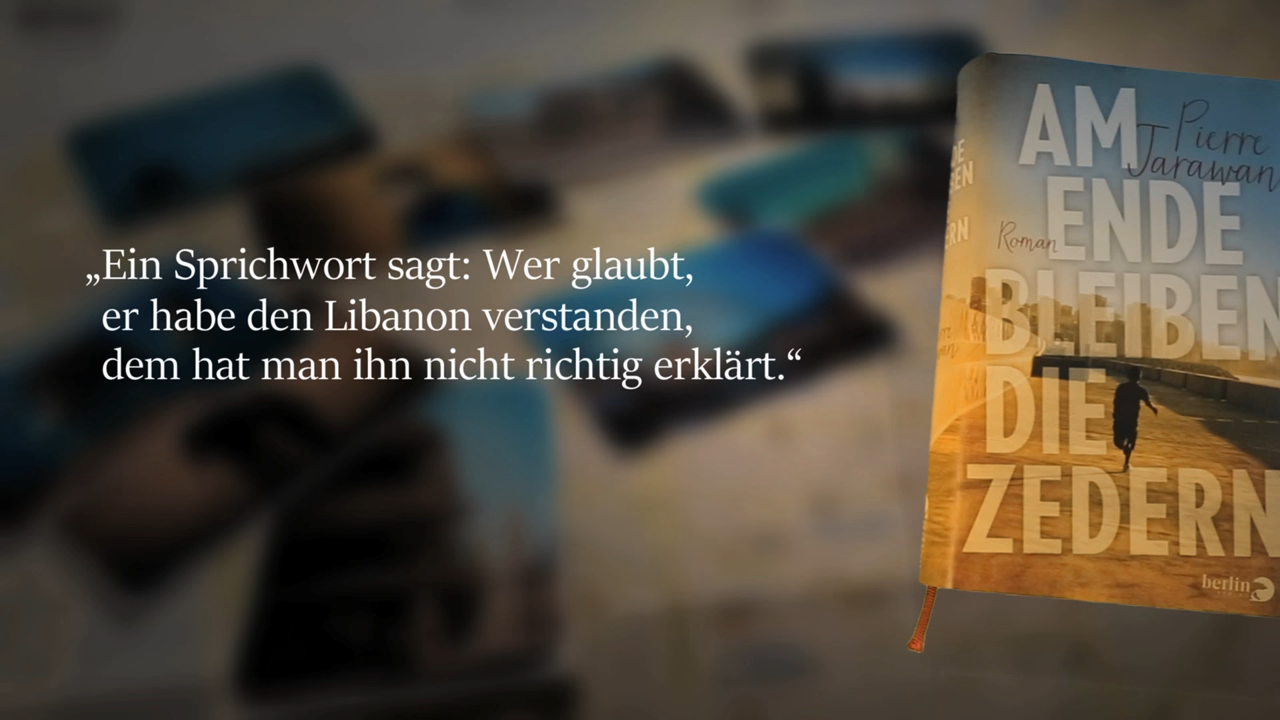 „Ein Sprichwort sagt: Wer glaubt,
er habe den Libanon verstanden,
dem hat man ihn nicht richtig erklärt.“
AM
Pierre
Jarawan
ENDE
Roman
BLEIBEN
DIE
ZEDERN
berlin